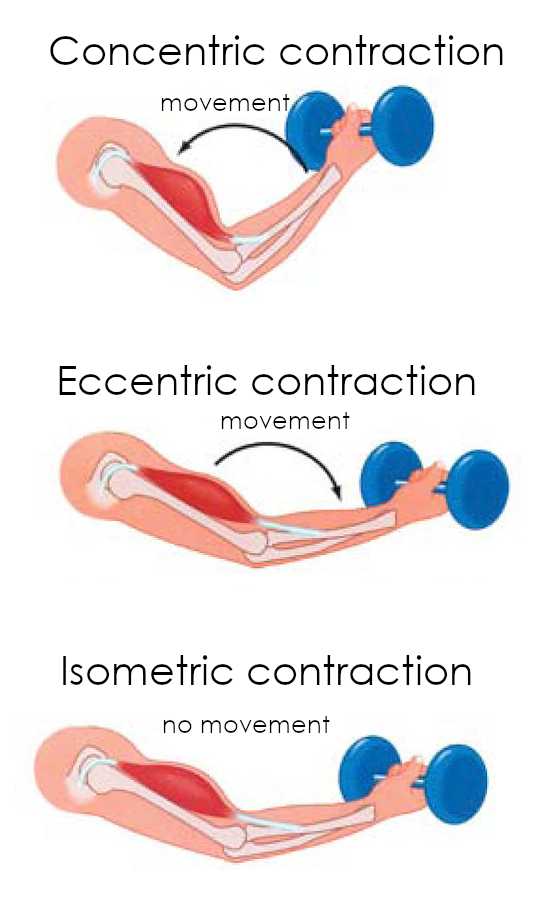 Concentric contraction
movement
Eccentric contraction
movement
Isometric contraction
no movement